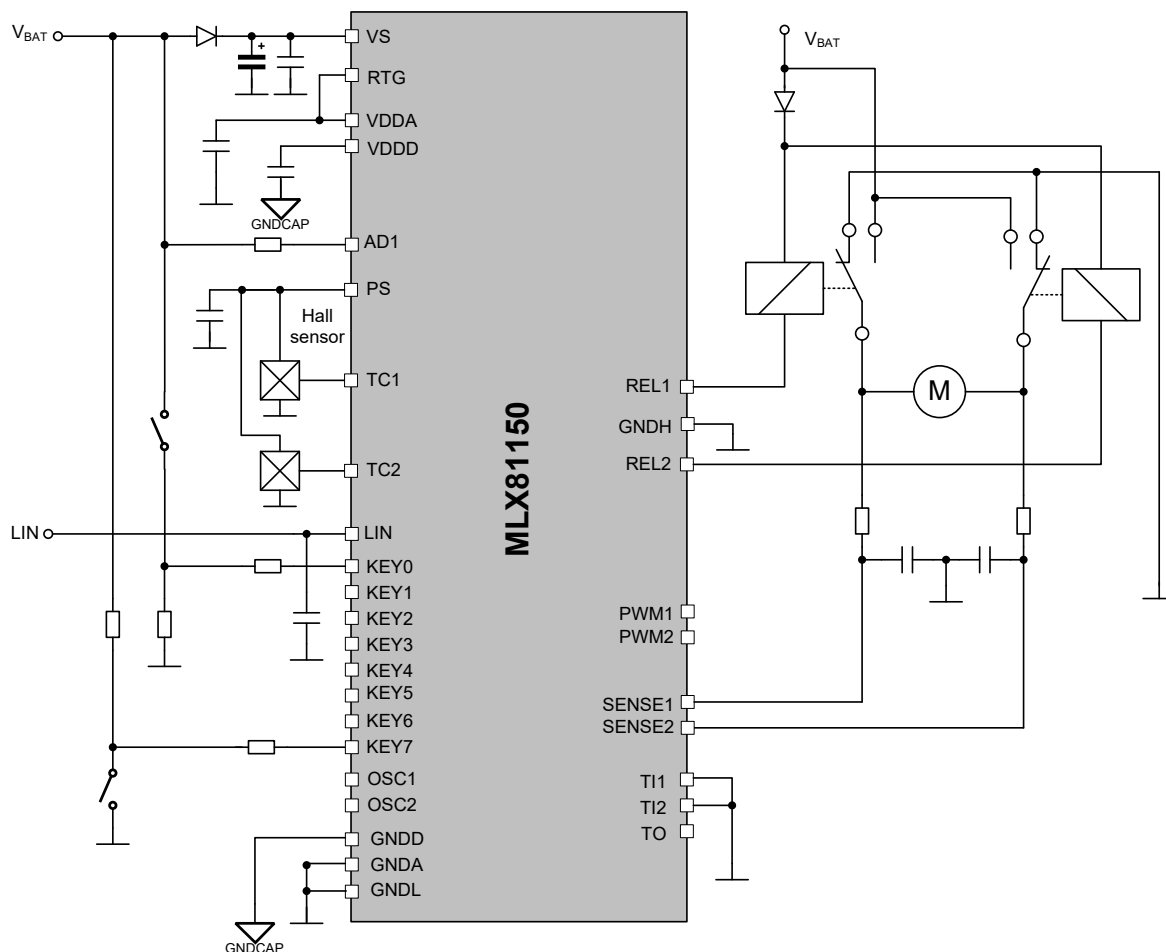 VBAT
VS
RTG
VDDA
VDDD
GNDCAP
AD1
PS
Hall
sensor
TC1
TC2
LIN
LIN
KEY0
KEY1
KEY2
KEY3
KEY4
KEY5
KEY6
KEY7
OSC1
OSC2
GNDD
GNDA
GNDL
GNDCAP
MLX81150
VBAT
REL1
GNDH
REL2
M
PWM1
PWM2
SENSE1
SENSE2
TI1
TI2
TO
+